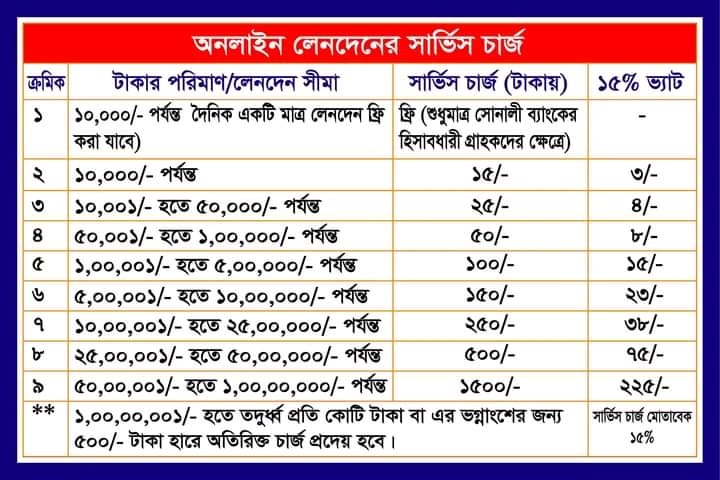 অনলাইন লেনদেনের সার্ভিস চার্জ
ক্রমিক টাকার পরিমাণ/লেনদেন সীমা সার্ভিস চার্জ (টাকায়) ১৫% ভ্যাট
১ ১০,০০০/- পর্যন্ত দৈনিক একটি মাত্র লেনদেন ফ্রি ফ্রি (শুধুমাত্র সোনালী ব্যাংকের -
করা যাবে) হিসাবধারী গ্রাহকদের ক্ষেত্রে)
২ ১০,০০০/- পর্যন্ত ১৫/- ৩/-
৩ ১০,০০১/- হতে ৫০,০০০/- পর্যন্ত ২৫/- ৪/-
৪ ৫০,০০১/- হতে ১,০০,০০০/- পর্যন্ত ৫০/- ৮/-
৫ ১,০০,০০১/- হতে ৫,০০,০০০/- পর্যন্ত ১০০/- ১৫/-
৬ ৫,০০,০০১/- হতে ১০,০০,০০০/- পর্যন্ত ১৫০/- ২৩/-
৭ ১০,০০,০০১/- হতে ২৫,০০,০০০/- পর্যন্ত ২৫০/- ৩৮/-
৮ ২৫,০০,০০১/- হতে ৫০,০০,০০০/- পর্যন্ত ৫০০/- ৭৫/-
৯ ৫০,০০,০০১/- হতে ১,০০,০০,০০০/- পর্যন্ত ১৫০০/- ২২৫/-
** ১,০০,০০,০০১/- হতে তদুর্ধ্ব প্রতি কোটি টাকা বা এর ভগ্নাংশের জন্য সার্ভিস চার্জ মোতাবেক
৫০০/- টাকা হারে অতিরিক্ত চার্জ প্রদেয় হবে। ১৫%